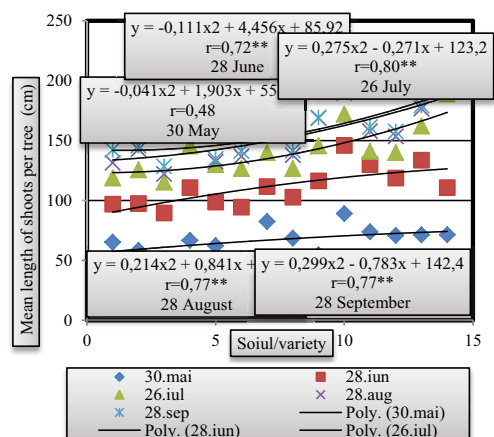 y = -0,111x2 + 4,456x + 85,92
r=0,72**
28 June
y = 0,275x2 - 0,271x + 123,2
r=0,80**
26 July
y = -0,041x2 + 1,903x + 55
r=0,48
30 May
y = 0,214x2 + 0,841x +
r=0,77**
28 August
y = 0,299x2 - 0,783x + 142,4
r=0,77**
28 September
Mean length of shoots per tree (cm)
250
200
150
100
50
0
0
5
10
15
Soiul/variety
30.mai
28.iun
26.iul
28.aug
28.sep
Poly. (30.mai)
Poly. (28.iun)
Poly. (26.iul)